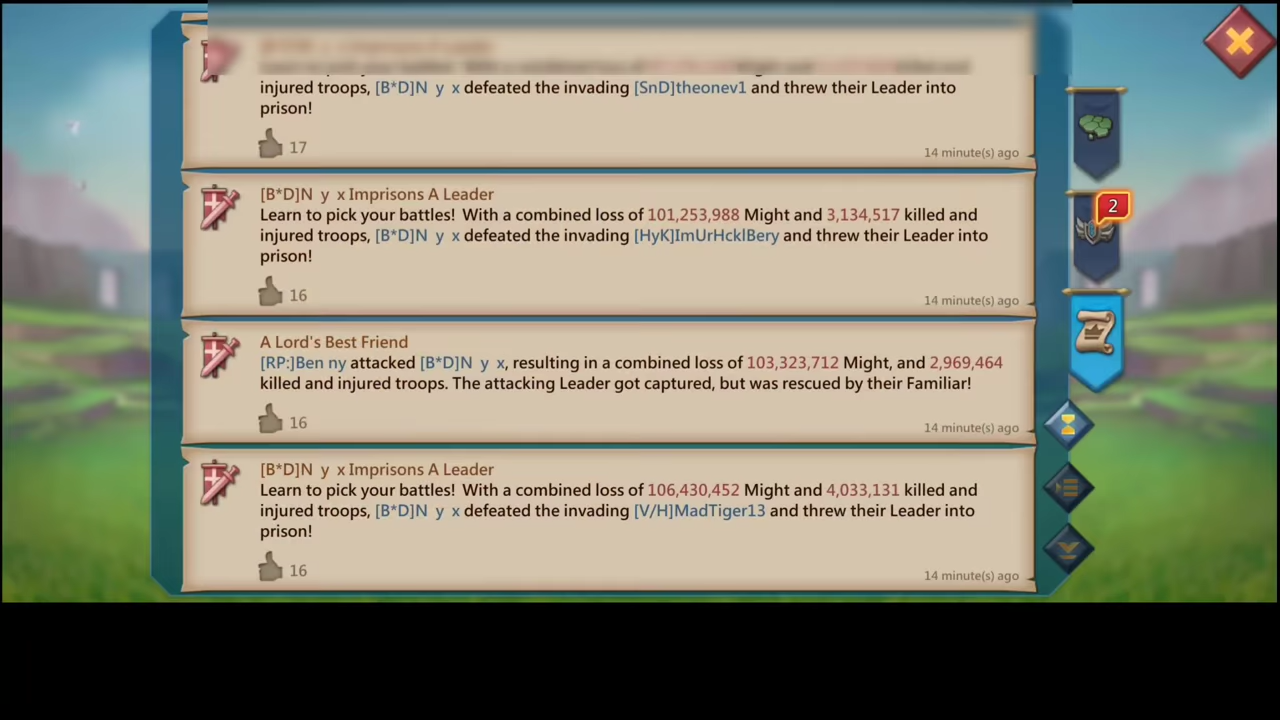 injured troops, [B*D]N y x defeated the invading [SnD]theonev1 and threw their Leader into
prison!
17
14 minute(s) ago
[B*D]N y x Imprisons A Leader
Learn to pick your battles! With a combined loss of 101,253,988 Might and 3,134,517 killed and
injured troops, [B*D]N y x defeated the invading [HyK]ImUrHcklBery and threw their Leader into
prison!
16
14 minute(s) ago
2
A Lord's Best Friend
[RP:]Ben ny attacked [B*D]N y x, resulting in a combined loss of 103,323,712 Might, and 2,969,464
killed and injured troops. The attacking Leader got captured, but was rescued by their Familiar!
16
14 minute(s) ago
[B*D]N y x Imprisons A Leader
Learn to pick your battles! With a combined loss of 106,430,452 Might and 4,033,131 killed and
injured troops, [B*D]N y x defeated the invading [V/H]MadTiger13 and threw their Leader into
prison!
16
14 minute(s) ago